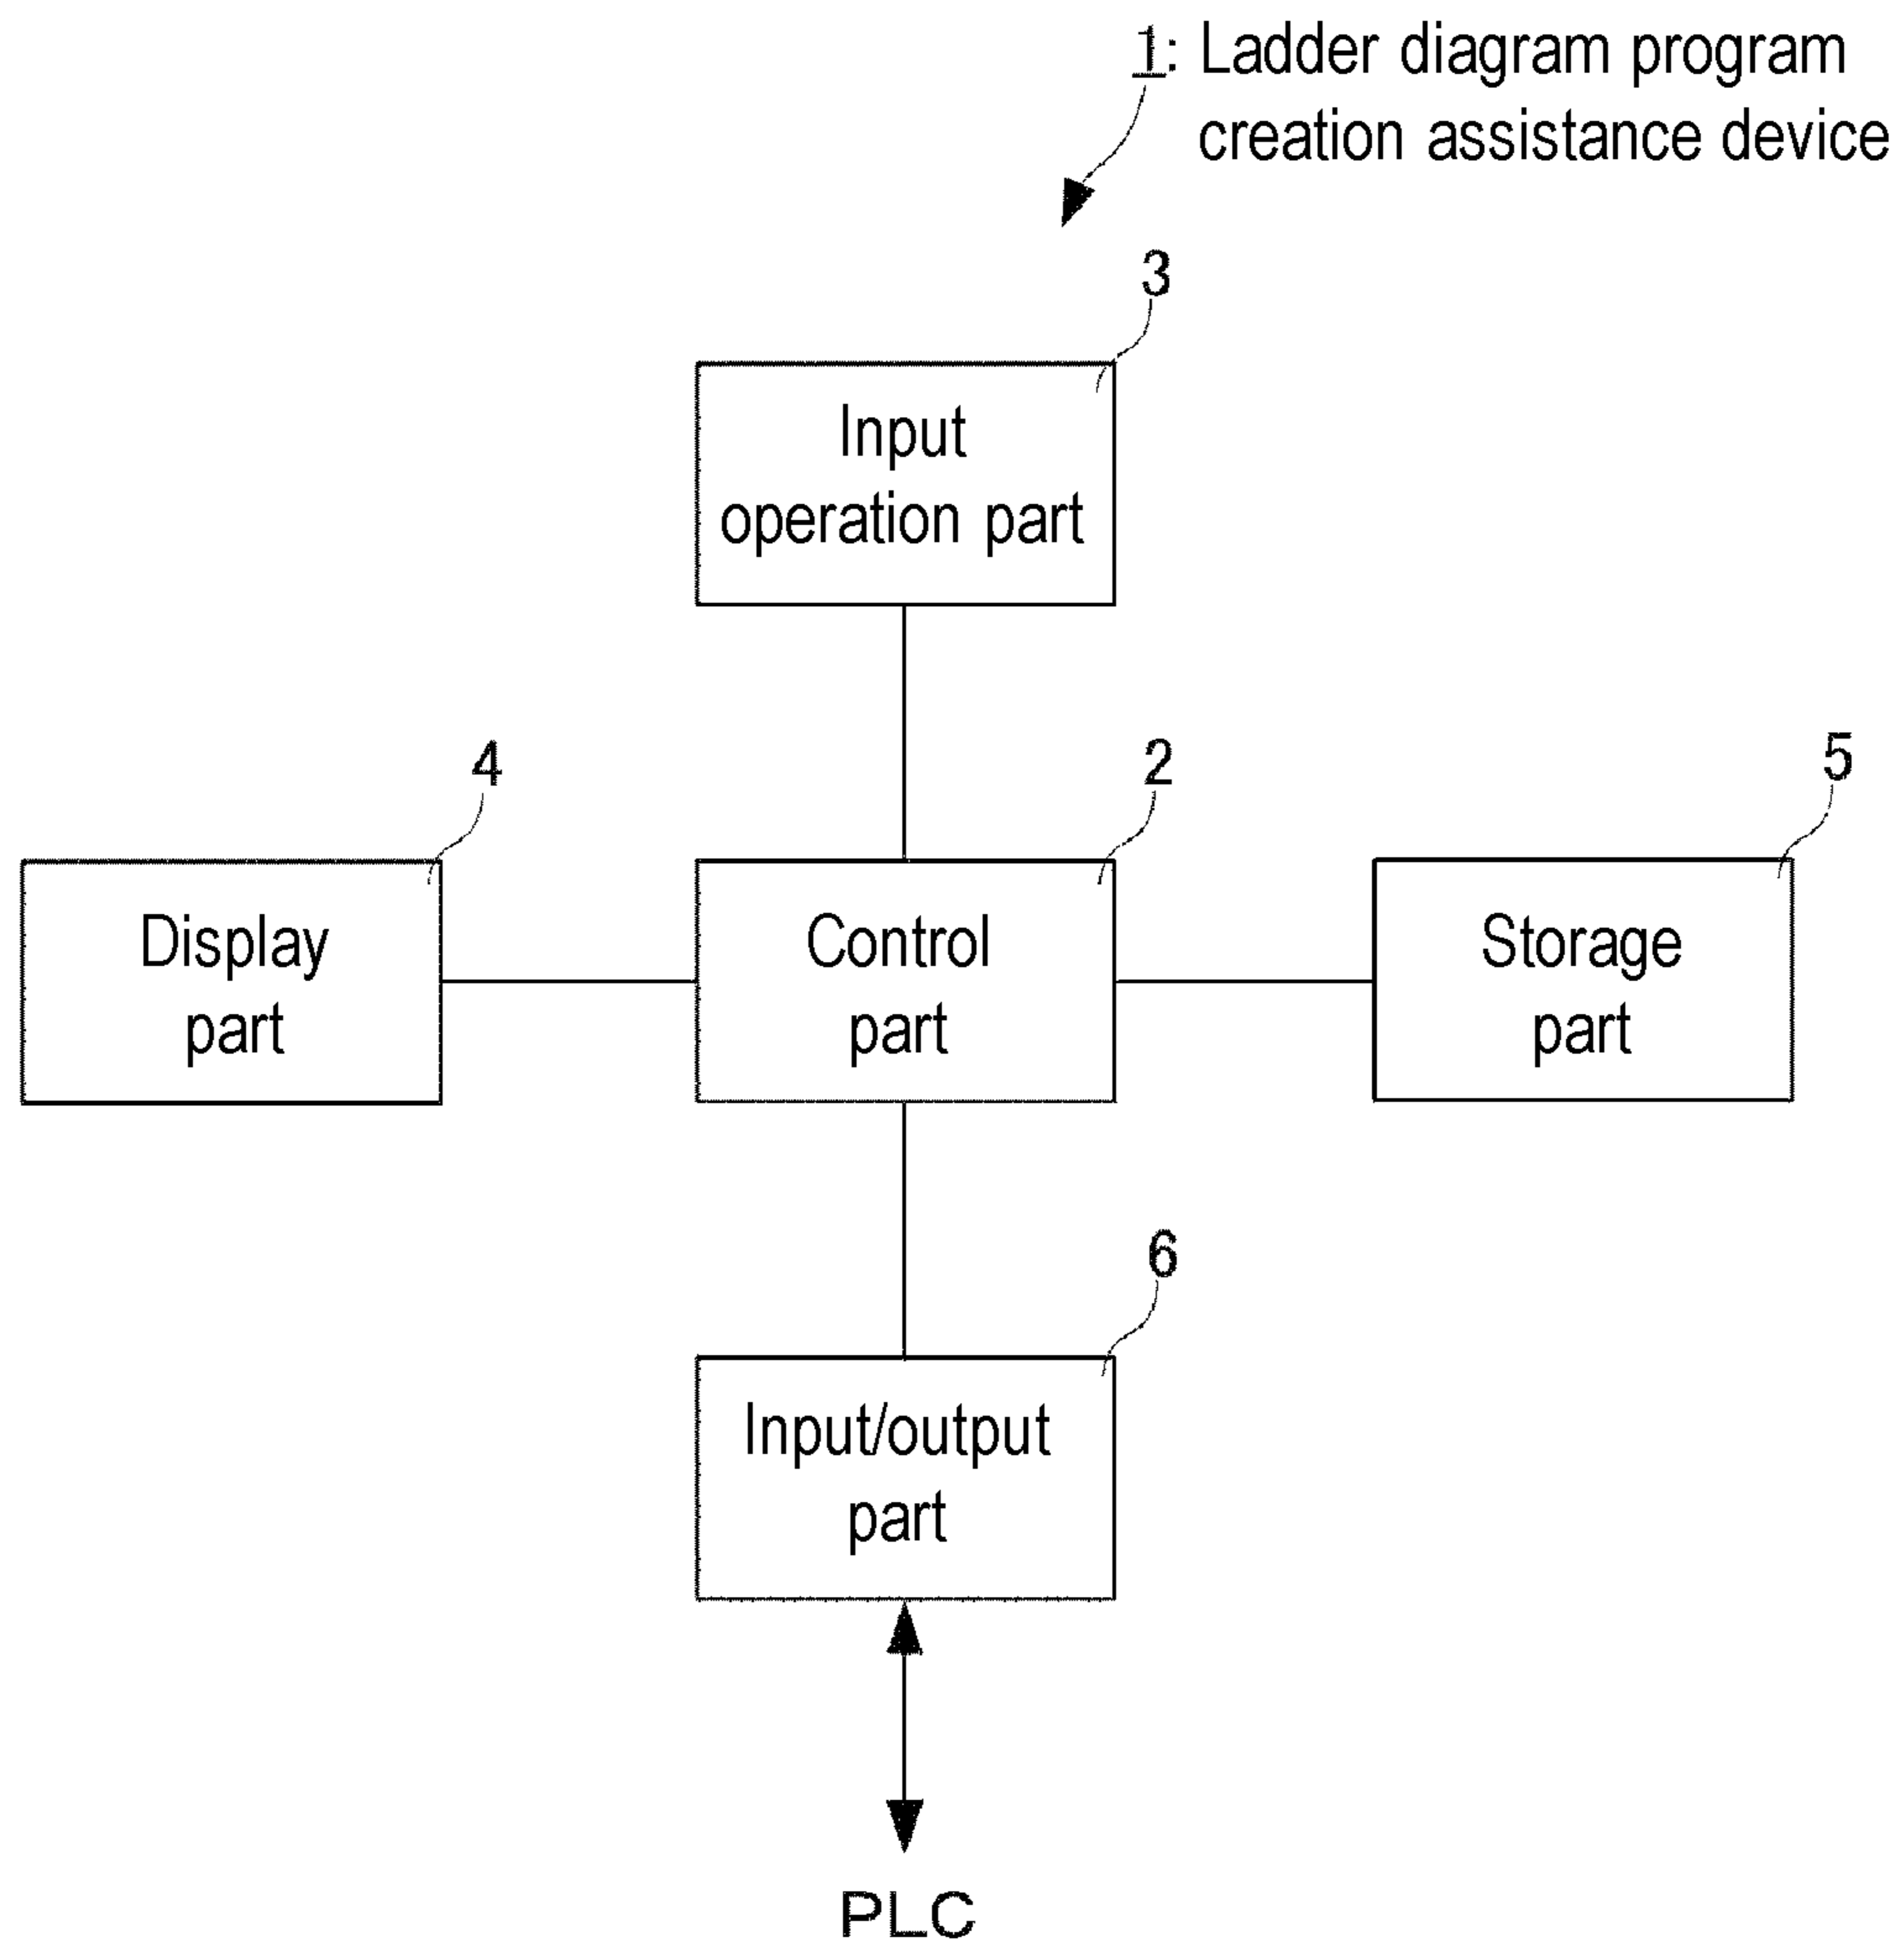 1: Ladder diagram program
creation assistance device
3
Input
operation part
4
2
5
Display
part
Control
part
Storage
part
6
Input/output
part
PLC